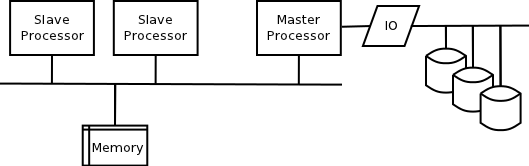 Slave
Processor
Slave
Processor
Master
Processor
IO
Memory